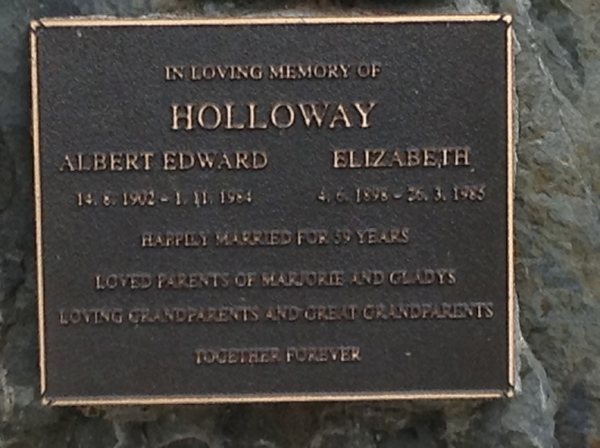 IN LOVING MEMORY OF
HOLLOWAY
ALBERT EDWARD ELIZABETH
14. 8. 1902 - 1. 11. 1984 4. 6. 1898 - 26. 3. 1985
HAPPILY MARRIED FOR 59 YEARS
LOVED PARENTS OF MARJORIE AND GLADYS
LOVING GRANDPARENTS AND GREAT GRANDPARENTS
TOGETHER FOREVER